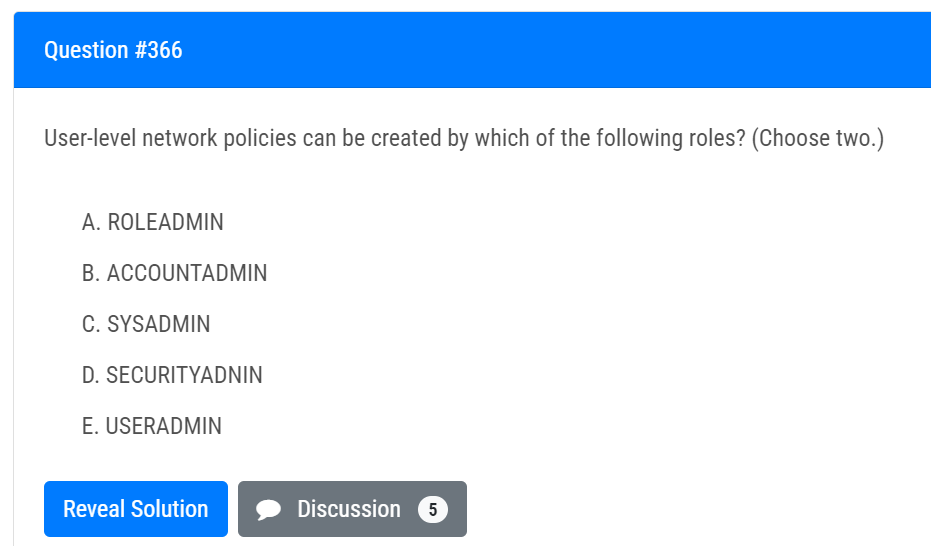 Question #366
User-level network policies can be created by which of the following roles? (Choose two.)
A. ROLEADMIN
B. ACCOUNTADMIN
C. SYSADMIN
D. SECURITYADNIN
E. USERADMIN
Reveal Solution Discussion 5